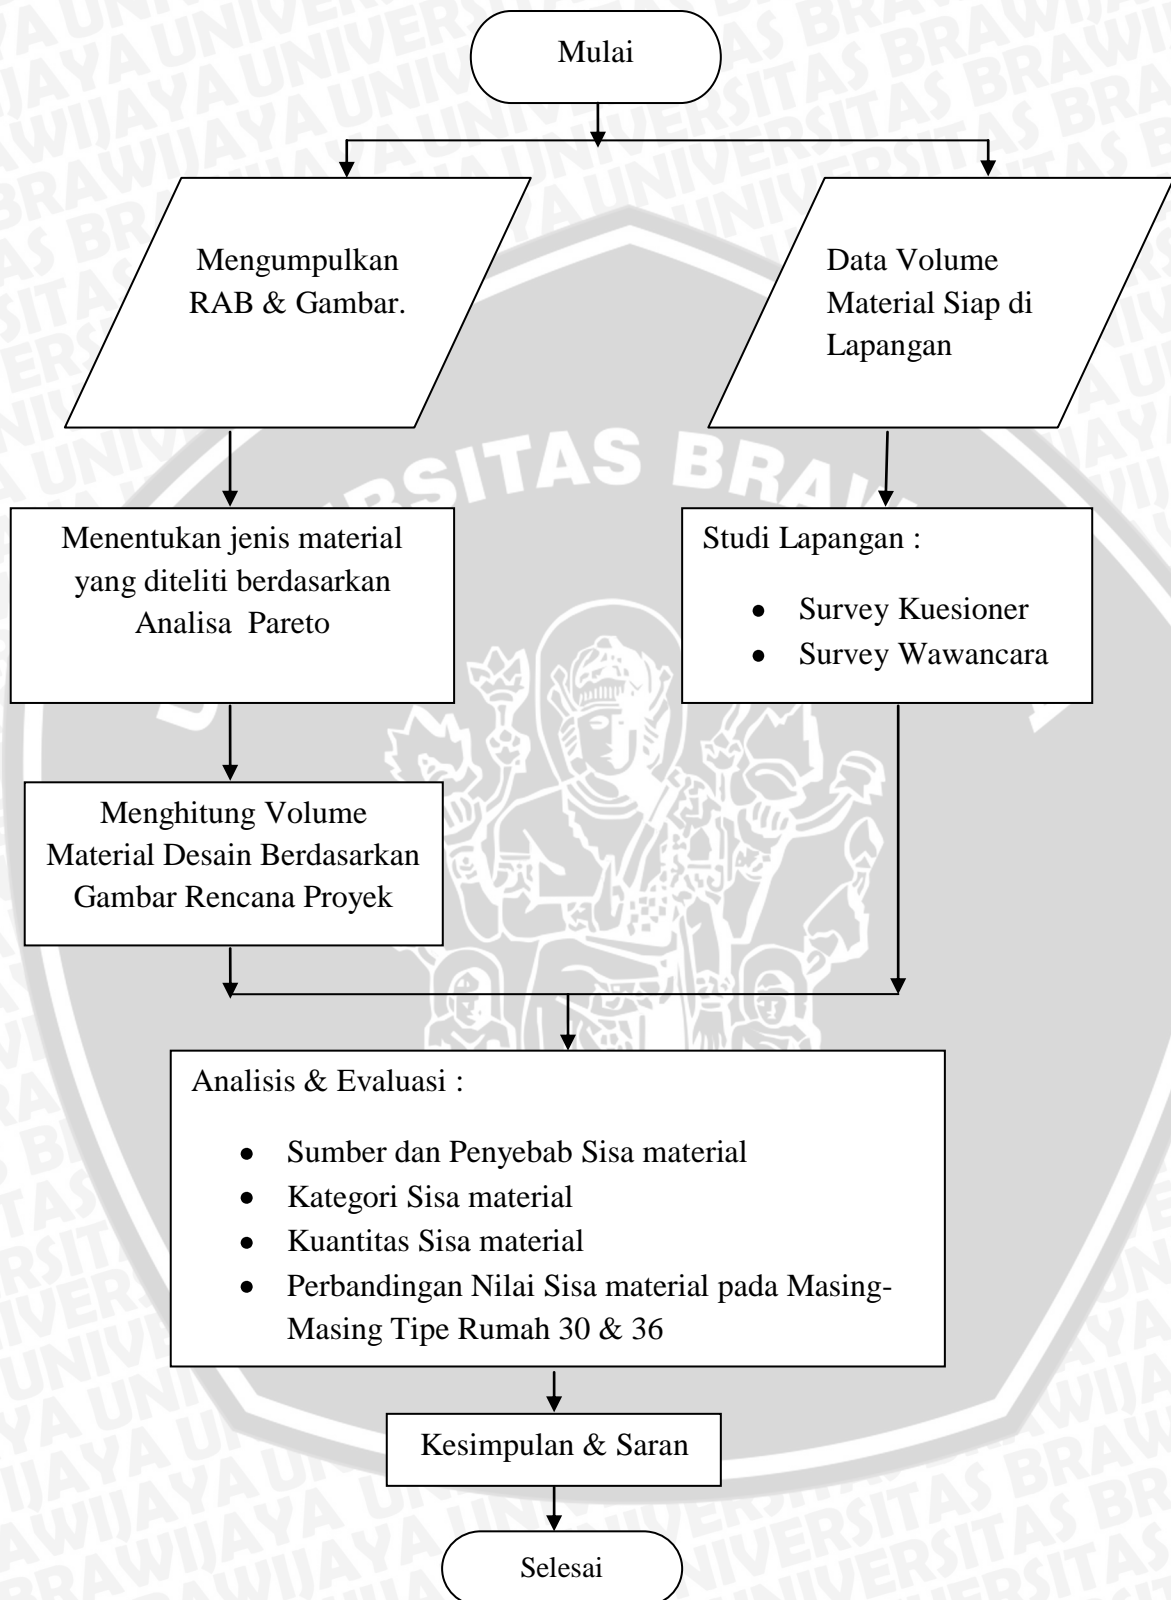 Mulai
Mengumpulkan
RAB & Gambar.
Data Volume
Material Siap di
Lapangan
Menentukan jenis material
yang diteliti berdasarkan
Analisa Pareto
Studi Lapangan :
• Survey Kuesioner
• Survey Wawancara
Menghitung Volume
Material Desain Berdasarkan
Gambar Rencana Proyek
Analisis & Evaluasi :
• Sumber dan Penyebab Sisa material
• Kategori Sisa material
• Kuantitas Sisa material
• Perbandingan Nilai Sisa material pada Masing-
Masing Tipe Rumah 30 & 36
Kesimpulan & Saran
Selesai